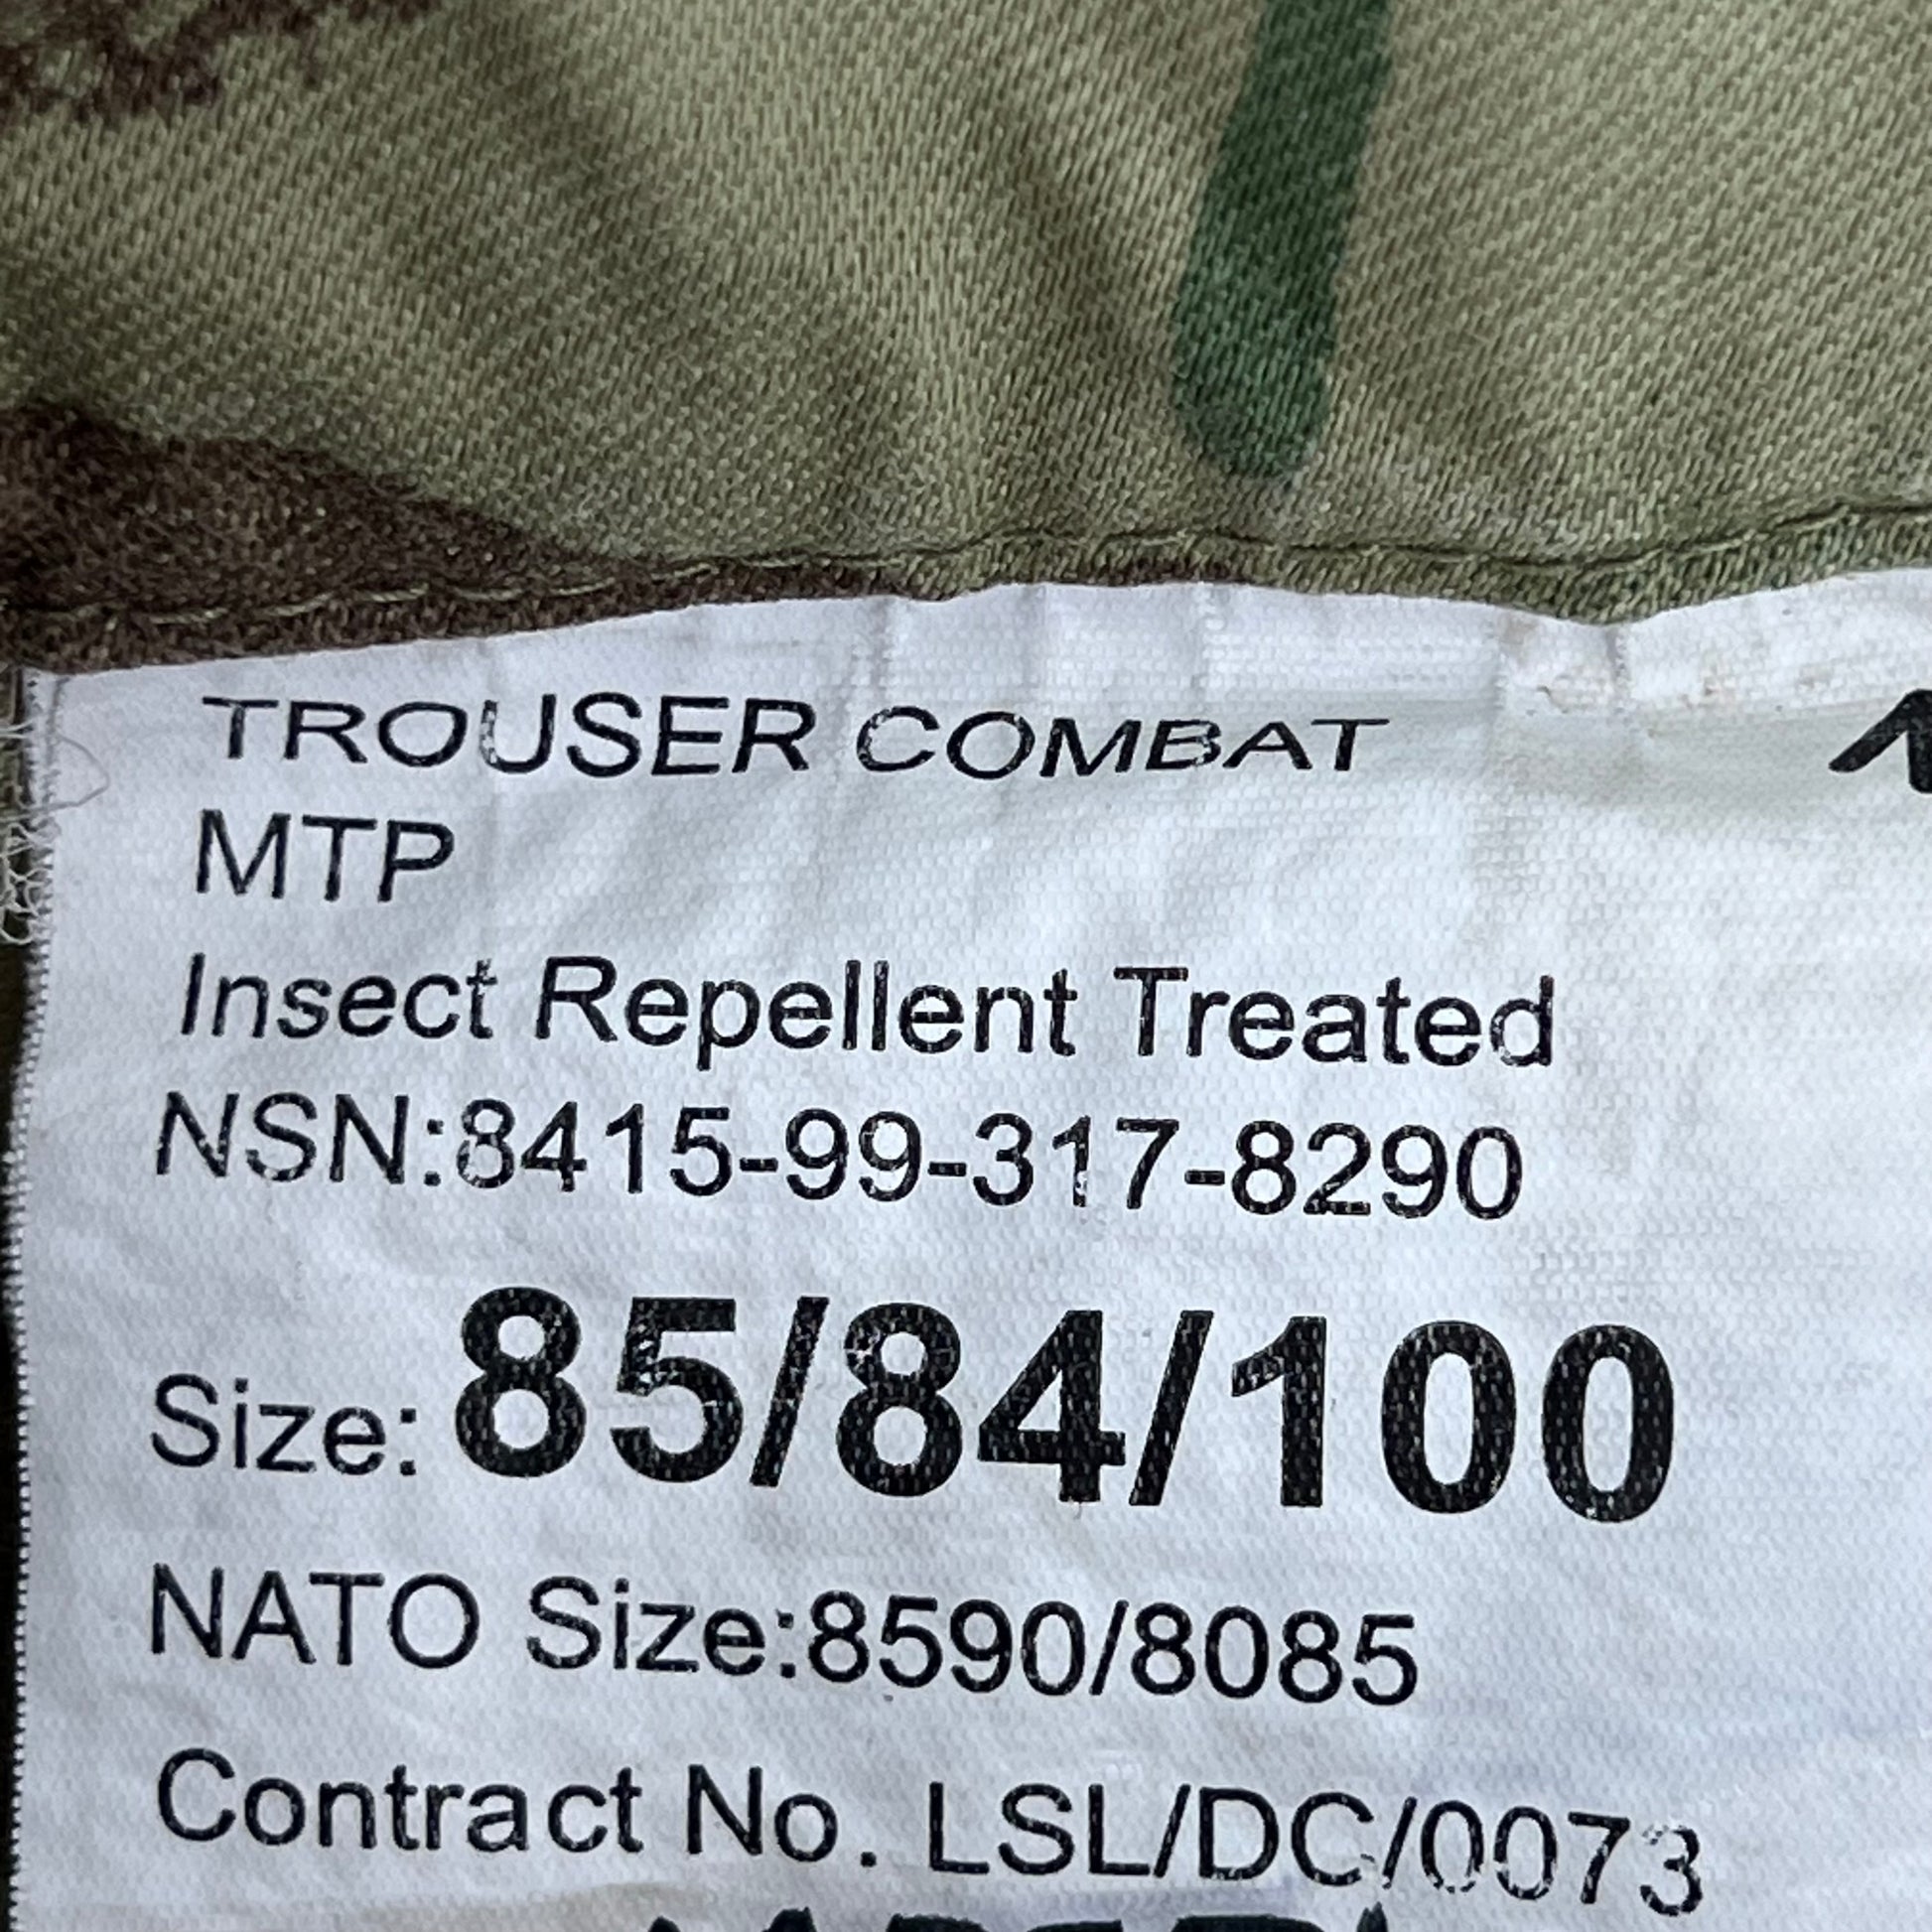 TROUSER COMBAT
MTP
Insect Repellent Treated
NSN:8415-99-317-8290
Size: 85/84/100
NATO Size:8590/8085
Contract No. LSL/DC/0073